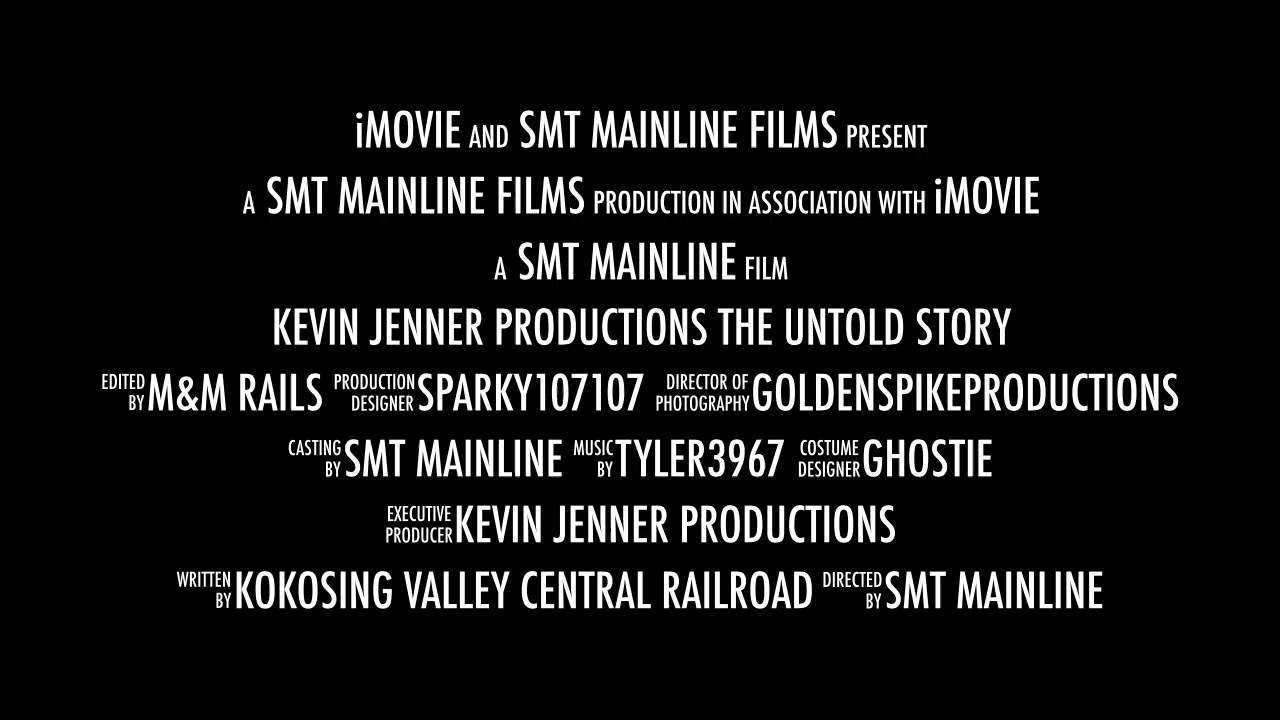 iMOVIE AND SMT MAINLINE FILMS PRESENT
A SMT MAINLINE FILMS PRODUCTION IN ASSOCIATION WITH iMOVIE
A SMT MAINLINE FILM
KEVIN JENNER PRODUCTIONS THE UNTOLD STORY
EDITED BY M&M RAILS PRODUCTION DESIGNER SPARKY107107 DIRECTOR OF PHOTOGRAPHY GOLDENSPIKEPRODUCTIONS
CASTING BY SMT MAINLINE MUSIC BY TYLER3967 COSTUME DESIGNER GHOSTIE
EXECUTIVE PRODUCER KEVIN JENNER PRODUCTIONS
WRITTEN BY KOKOSING VALLEY CENTRAL RAILROAD DIRECTED BY SMT MAINLINE